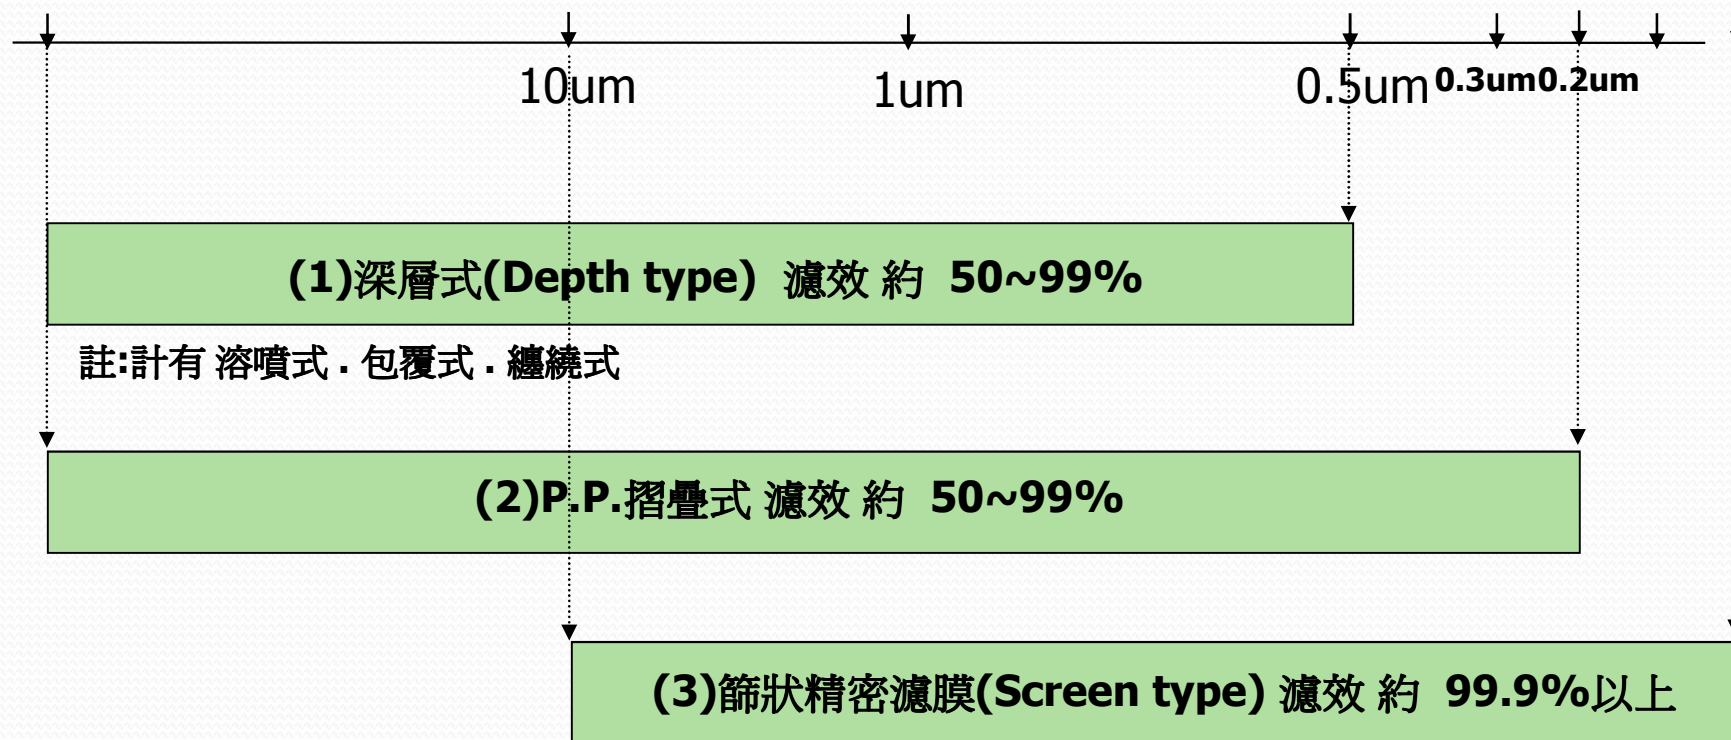 10um 1um 0.5um 0.3um 0.2um
(1)深層式(Depth type) 濾效 約 50~99%
註:計有 溶噴式 . 包覆式 . 纏繞式
(2)P.P.摺疊式 濾效 約 50~99%
(3)篩狀精密濾膜(Screen type) 濾效 約 99.9%以上